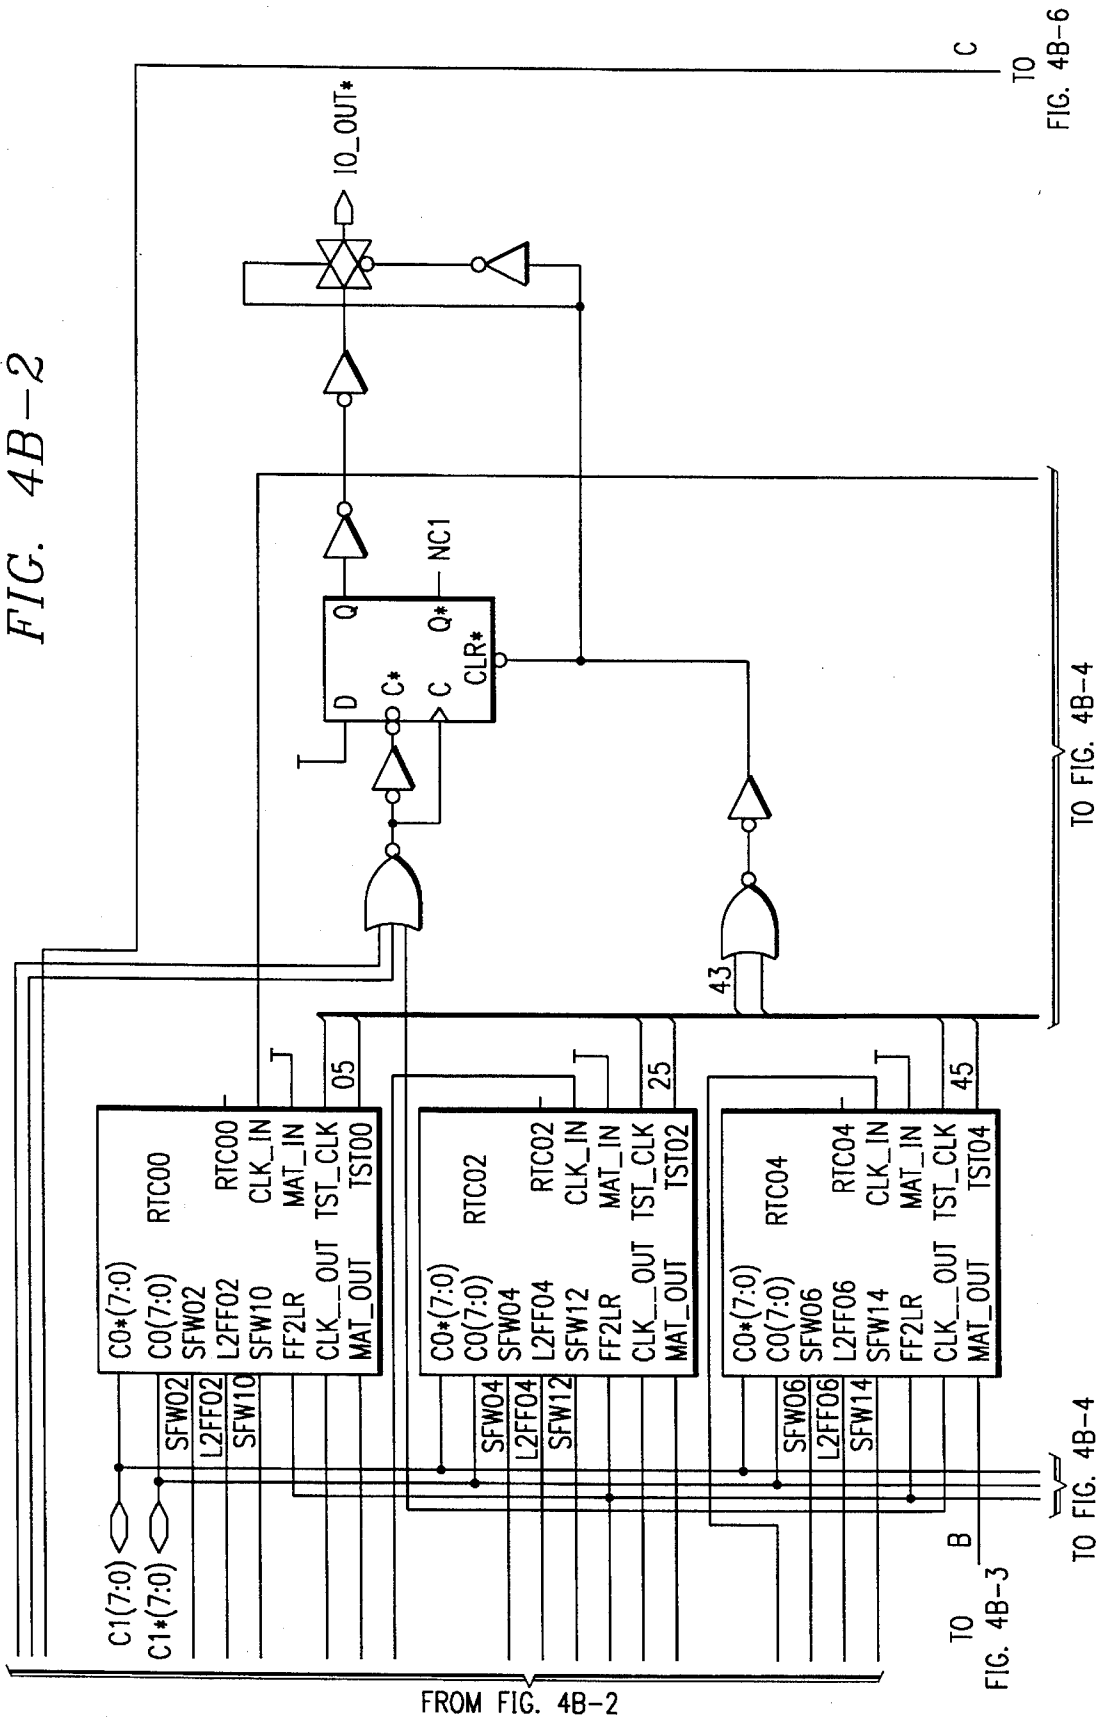 FIG. 4B-2
C1(7:0)
C1*(7:0)
SFW02
L2FF02
SFW10
C0*(7:0)
C0(7:0)
SFW02
L2FF02
SFW10
FF2LR
CLK__OUT
MAT_OUT
RTC00
RTC00
CLK_IN
MAT_IN
TST_CLK
TST00
05
SFW04
L2FF04
SFW12
C0*(7:0)
C0(7:0)
SFW04
L2FF04
SFW12
FF2LR
CLK__OUT
MAT_OUT
RTC02
RTC02
CLK_IN
MAT_IN
TST_CLK
TST02
25
SFW06
L2FF06
SFW14
C0*(7:0)
C0(7:0)
SFW06
L2FF06
SFW14
FF2LR
CLK__OUT
MAT_OUT
RTC04
RTC04
CLK_IN
MAT_IN
TST_CLK
TST04
45
43
D
C*
C
Q
Q*
CLR*
NC1
IO_OUT*
C
TO
FIG. 4B-6
B
TO
FIG. 4B-3
TO FIG. 4B-4
TO FIG. 4B-4
FROM FIG. 4B-2